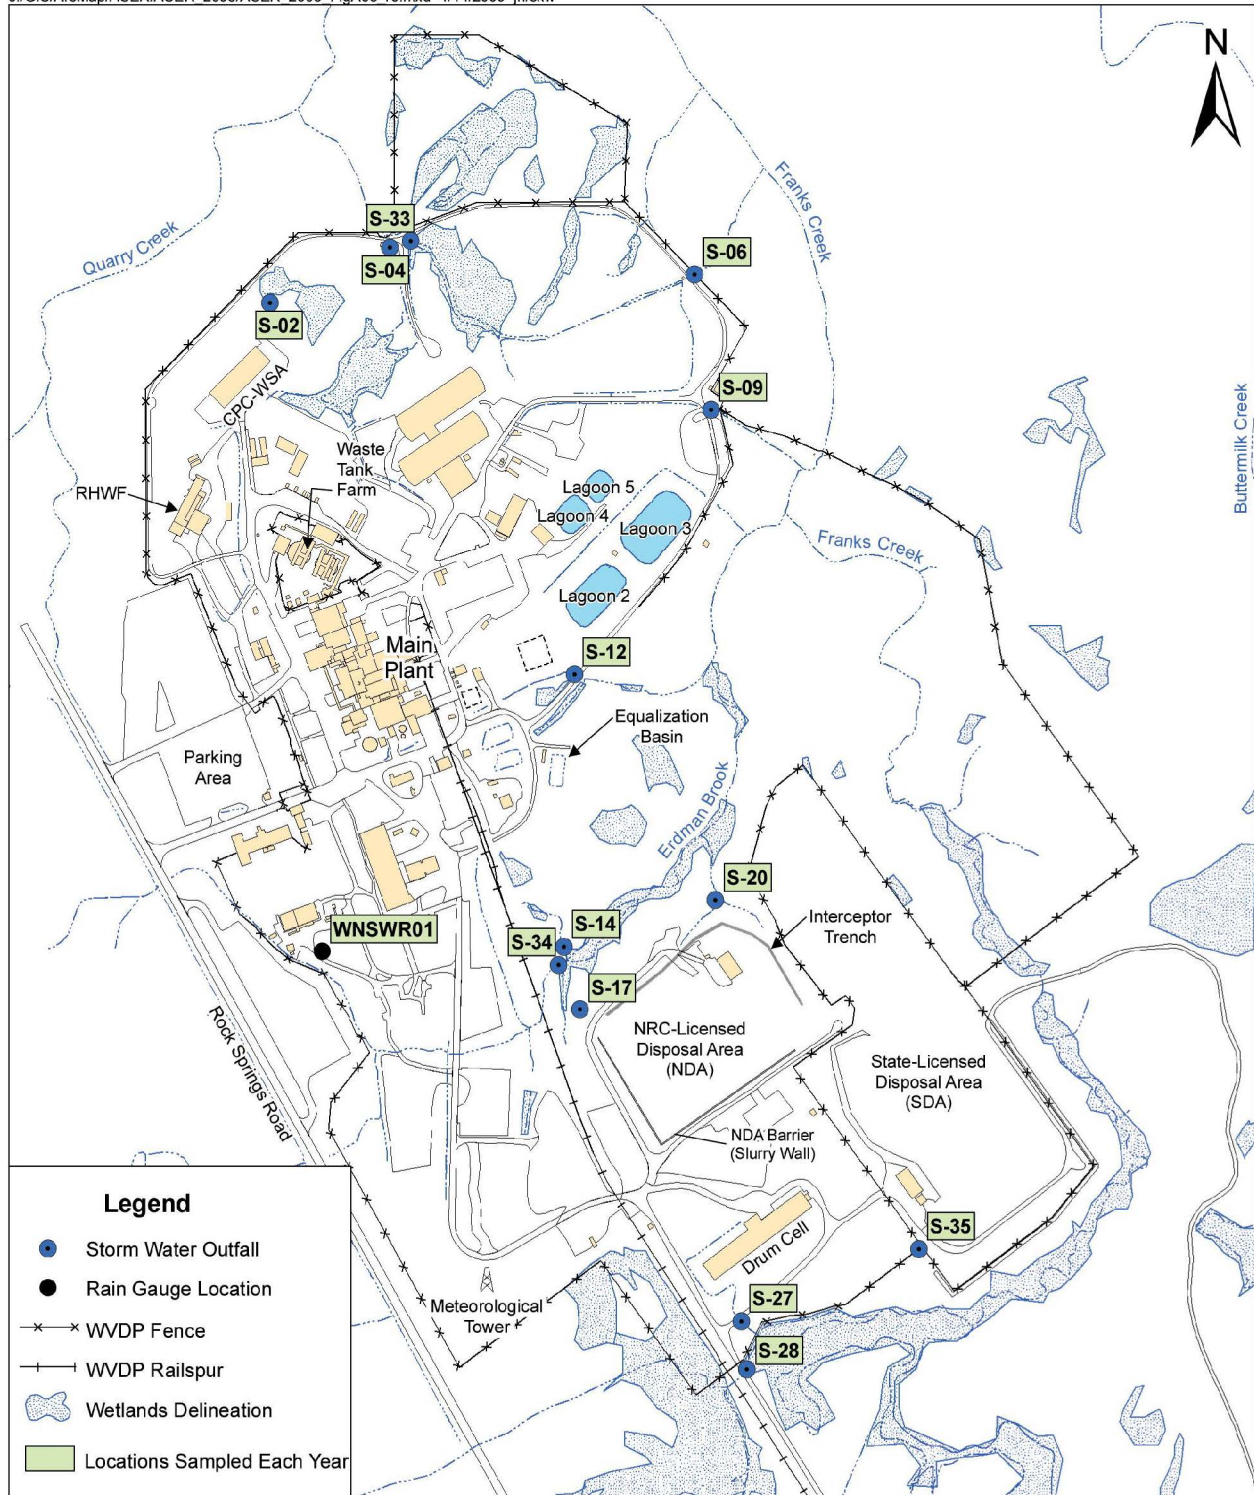 N
Franks Creek
Quarry Creek
S-33
S-04
S-06
S-02
S-09
CPC-WSA
Buttermilk Creek
Waste
Tank
Farm
RHWF
Lagoon 5
Lagoon 4
Lagoon 3
Franks Creek
Lagoon 2
Main
Plant
S-12
Equalization
Basin
Parking
Area
Erdman Brook
S-20
Interceptor
Trench
WNSWR01
S-14
S-34
S-17
NRC-Licensed
Disposal Area
(NDA)
State-Licensed
Disposal Area
(SDA)
Rock Springs Road
NDA Barrier
(Slurry Wall)
S-35
Drum Cell
S-27
S-28
Meteorological
Tower
Legend
Storm Water Outfall
Rain Gauge Location
WVDP Fence
WVDP Railspur
Wetlands Delineation
Locations Sampled Each Year